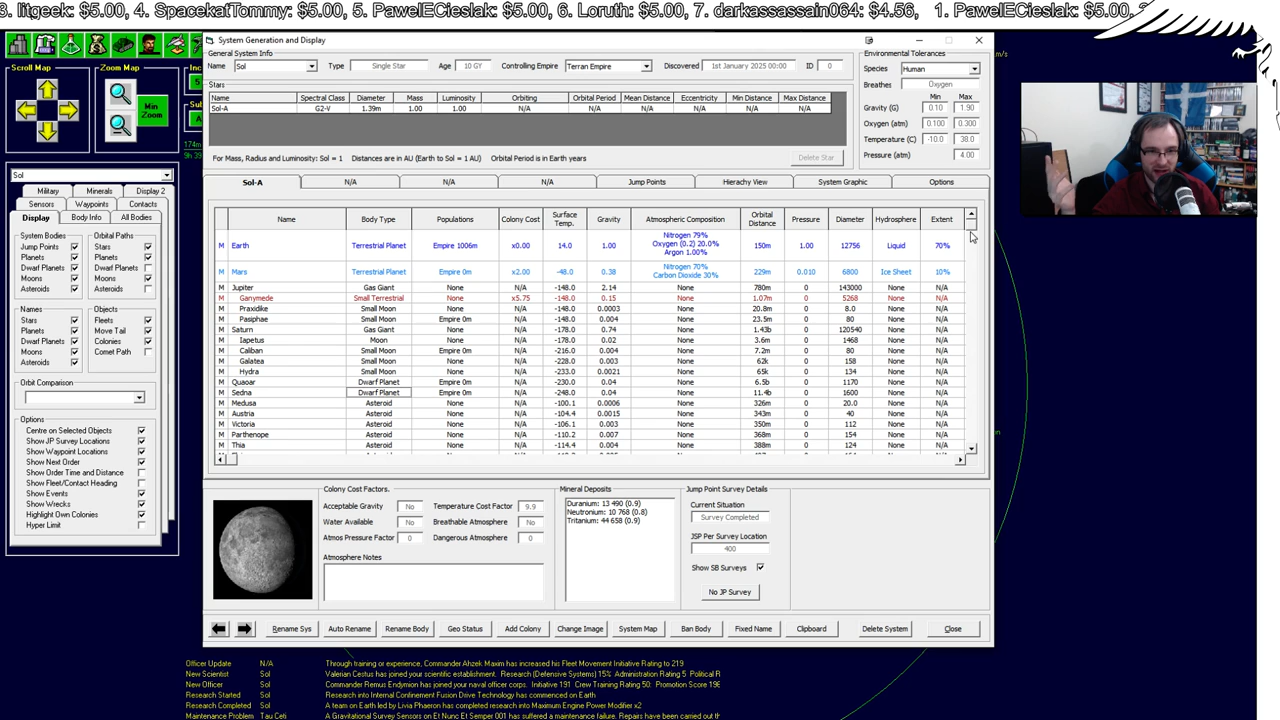 3. litgeek: $5.00, 4. SpacekatTommy: $5.00, 5. PawelECieslak: $5.00, 6. Loruth: $5.00, 7. darkassassain064: $4.56, 1. PawelECieslak: $5.00,
System Generation and Display
General System Info
Name Sol Type Single Star Age 10 GY Controlling Empire Terran Empire Discovered 1st January 2025 00:00 ID 0
Stars
Name Spectral Class Diameter Mass Luminosity Orbiting Orbital Period Mean Distance Eccentricity Min Distance Max Distance
Sol-A G2-V 1.39m 1.00 1.00 N/A N/A N/A N/A N/A N/A
For Mass, Radius and Luminosity: Sol = 1 Distances are in AU (Earth to Sol = 1 AU) Orbital Period is in Earth years
Delete Star
Environmental Tolerances
Species Human
Breathes Oxygen
Min Max
Gravity (G) 0.10 1.90
Oxygen (atm) 0.100 0.300
Temperature (C) -10.0 38.0
Pressure (atm) 4.00
m/s
Scroll Map
Zoom Map
Min Zoom
Inc
5
Sub
174m
9h 39
Sol
Military Minerals Display 2
Sensors Waypoints Contacts
Display Body Info All Bodies
System Bodies Orbital Paths
Jump Points Stars
Planets Planets
Dwarf Planets Dwarf Planets
Moons Moons
Asteroids Asteroids
Names Objects
Stars Fleets
Planets Move Tail
Dwarf Planets Colonies
Moons Comet Path
Asteroids
Orbit Comparison
Options
Centre on Selected Objects
Show JP Survey Locations
Show Waypoint Locations
Show Next Order
Show Order Time and Distance
Show Fleet/Contact Heading
Show Events
Show Wrecks
Highlight Own Colonies
Hyper Limit
Sol-A N/A N/A N/A Jump Points Hierachy View System Graphic Options
Name Body Type Populations Colony Cost Surface Temp. Gravity Atmospheric Composition Orbital Distance Pressure Diameter Hydrosphere Extent
M Earth Terrestrial Planet Empire 1006m x0.00 14.0 1.00 Nitrogen 79% Oxygen (0.2) 20.0% Argon 1.00% 150m 1.00 12756 Liquid 70%
M Mars Terrestrial Planet Empire 0m x2.00 -48.0 0.38 Nitrogen 70% Carbon Dioxide 30% 229m 0.010 6800 Ice Sheet 10%
M Jupiter Gas Giant None N/A -148.0 2.14 None 780m 0 143000 None N/A
M Ganymede Small Terrestrial None x5.75 -148.0 0.15 None 1.07m 0 5268 None N/A
M Praxidike Small Moon None N/A -148.0 0.0003 None 20.8m 0 8.0 None N/A
M Pasiphae Small Moon Empire 0m N/A -148.0 0.004 None 23.5m 0 80 None N/A
M Saturn Gas Giant None N/A -178.0 0.74 None 1.43b 0 120540 None N/A
M Iapetus Moon None N/A -178.0 0.02 None 3.6m 0 1468 None N/A
M Caliban Small Moon Empire 0m N/A -216.0 0.004 None 7.2m 0 80 None N/A
M Galatea Small Moon None N/A -228.0 0.003 None 62k 0 158 None N/A
M Hydra Small Moon None N/A -233.0 0.0021 None 65k 0 134 None N/A
M Quaoar Dwarf Planet Empire 0m N/A -230.0 0.04 None 6.5b 0 1170 None N/A
M Sedna Dwarf Planet Empire 0m N/A -248.0 0.04 None 11.4b 0 1600 None N/A
M Medusa Asteroid None N/A -100.1 0.0006 None 326m 0 20.0 None N/A
M Austria Asteroid None N/A -104.4 0.0015 None 343m 0 40 None N/A
M Victoria Asteroid None N/A -106.1 0.003 None 350m 0 112 None N/A
M Parthenope Asteroid None N/A -110.2 0.004 None 368m 0 154 None N/A
M Thia Asteroid None N/A -114.4 0.004 None 388m 0 124 None N/A
Colony Cost Factors.
Acceptable Gravity No Temperature Cost Factor 9.9
Water Available No Breathable Atmosphere No
Atmos Pressure Factor 0 Dangerous Atmosphere 0
Atmosphere Notes
Mineral Deposits
Duranium: 13 490 (0.9)
Neutronium: 10 768 (0.8)
Tritanium: 44 658 (0.9)
Jump Point Survey Details
Current Situation
Survey Completed
JSP Per Survey Location
400
Show SB Surveys
No JP Survey
Rename Sys Auto Rename Rename Body Geo Status Add Colony Change Image System Map Ban Body Fixed Name Clipboard Delete System Close
Officer Update N/A Through training or experience, Commander Ahzek Maxim has increased his Fleet Movement Initiative Rating to 219
New Scientist Sol Valerian Cestus has joined your scientific establishment. Research (Defensive Systems) 15% Administration Rating 5 Political R
New Officer Sol Commander Remus Endymion has joined your naval officer corps. Initiative 191 Crew Training Rating: 50 Promotion Score 196
Research Started Sol Research into Internal Confinement Fusion Drive Technology has commenced on Earth
Research Completed Sol A team on Earth led by Livia Phaeron has completed research into Maximum Engine Power Modifier x2
Maintenance Problem Tau Ceti A Gravitational Survey Sensors on Et Nunc Et Semper 001 has suffered a maintenance failure. Repairs have been carried out th